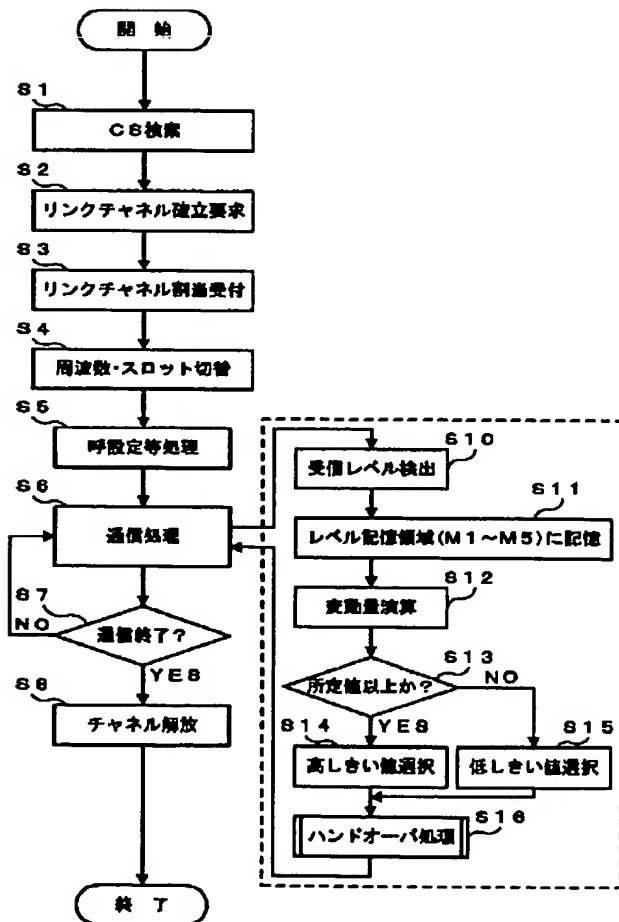 開 始
S1
CS検索
S2
リンクチャネル確立要求
S3
リンクチャネル割当受付
S4
周波数・スロット切替
S5
呼設定等処理
S6
通信処理
S7
通信終了?
NO
YES
S8
チャネル解放
終 了
S10
受信レベル検出
S11
レベル記憶領域(M1～M5)に記憶
S12
変動量演算
S13
所定値以上か?
NO
YES
S14
高しきい値選択
S15
低しきい値選択
S16
ハンドオーバ処理